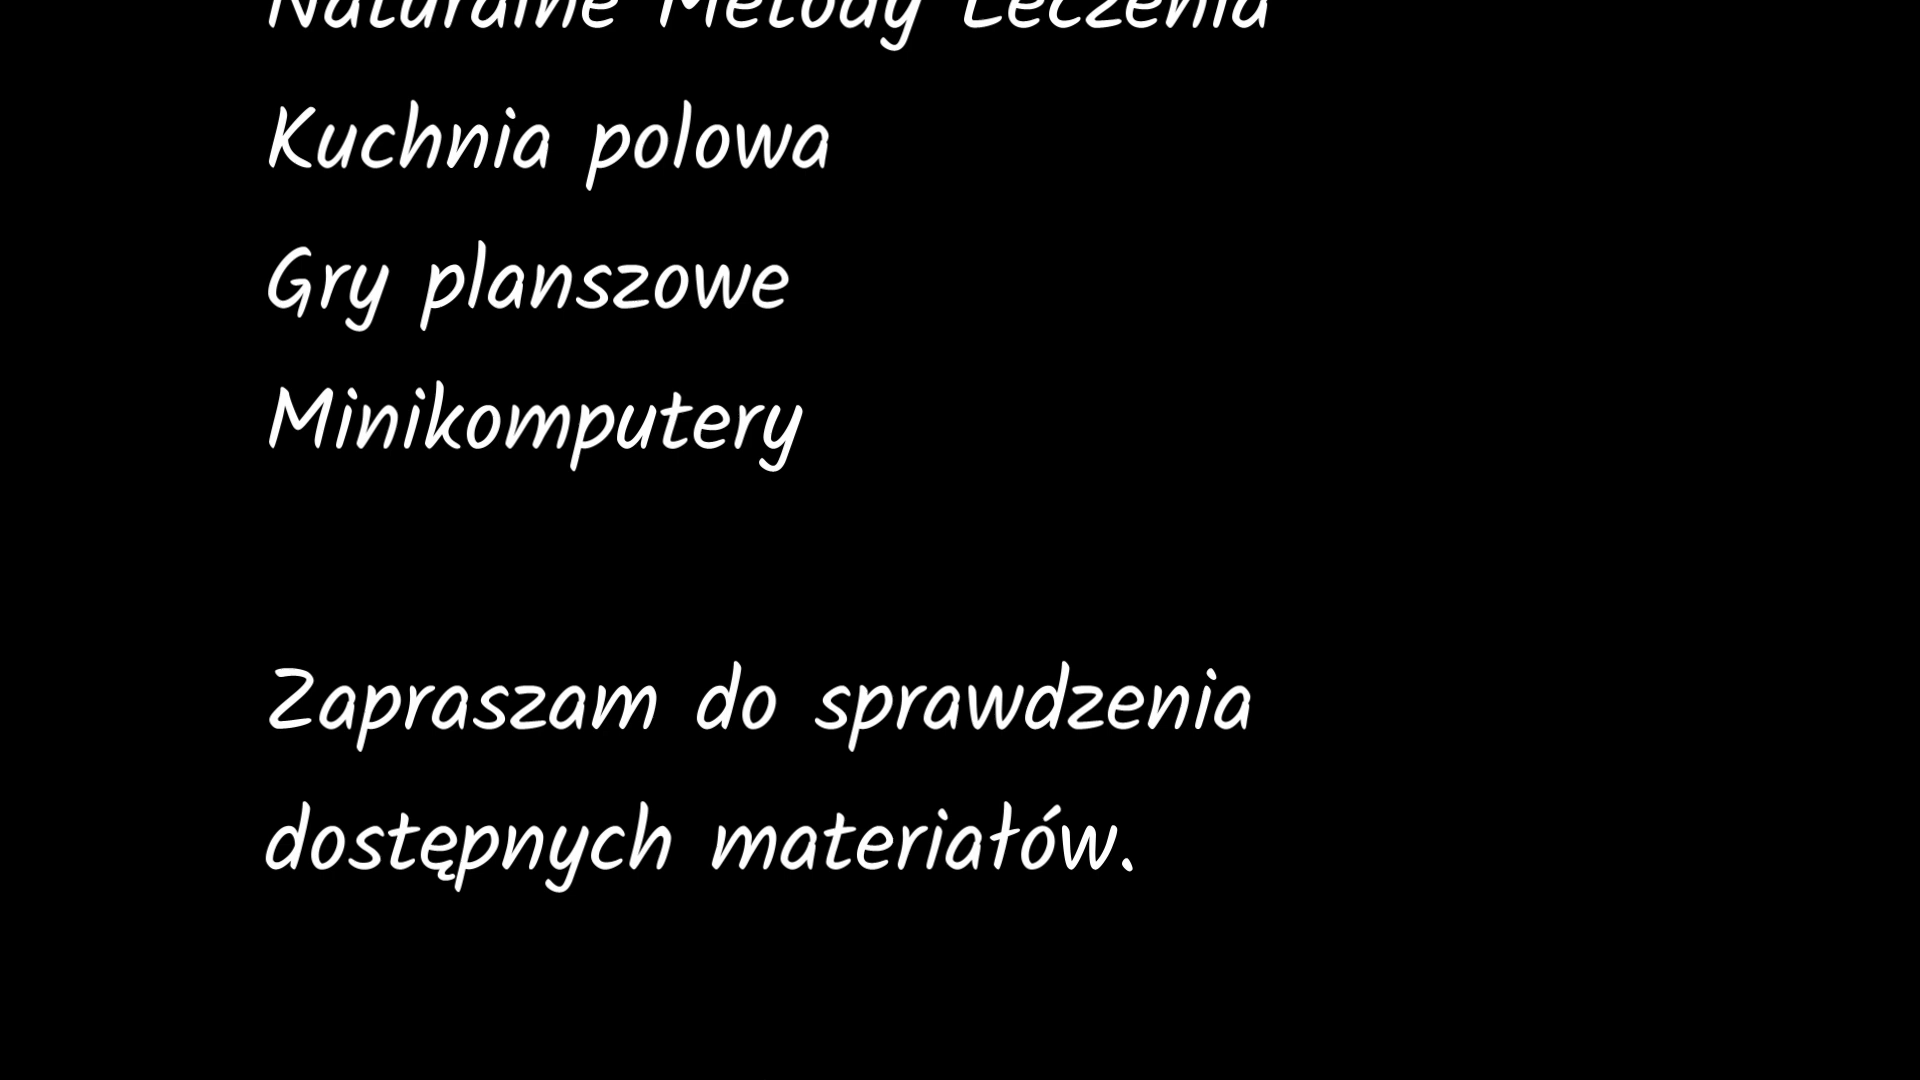 Naturalne Metody Leczenia
Kuchnia polowa
Gry planszowe
Minikomputery
Zapraszam do sprawdzenia
dostępnych materiałów.